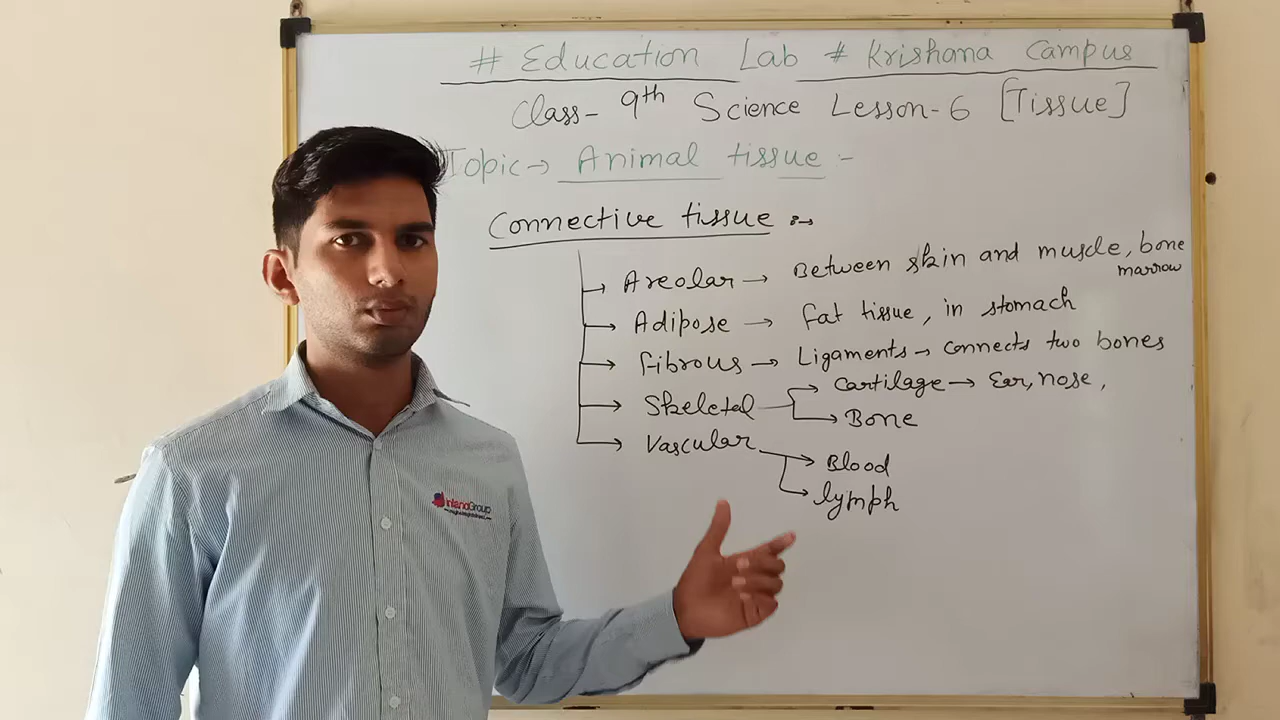 # Education Lab # Krishana Campus
Class- 9th Science Lesson-6 [Tissue]
Topic→ Animal tissue :-
Connective tissue :→
Areolar → Between skin and muscle, bone marrow
Adipose → fat tissue, in stomach
fibrous → Ligaments → connects two bones
Skeletal → Cartilage → Ear, nose,
→ Bone
Vascular → Blood
→ lymph
InfanoGroup